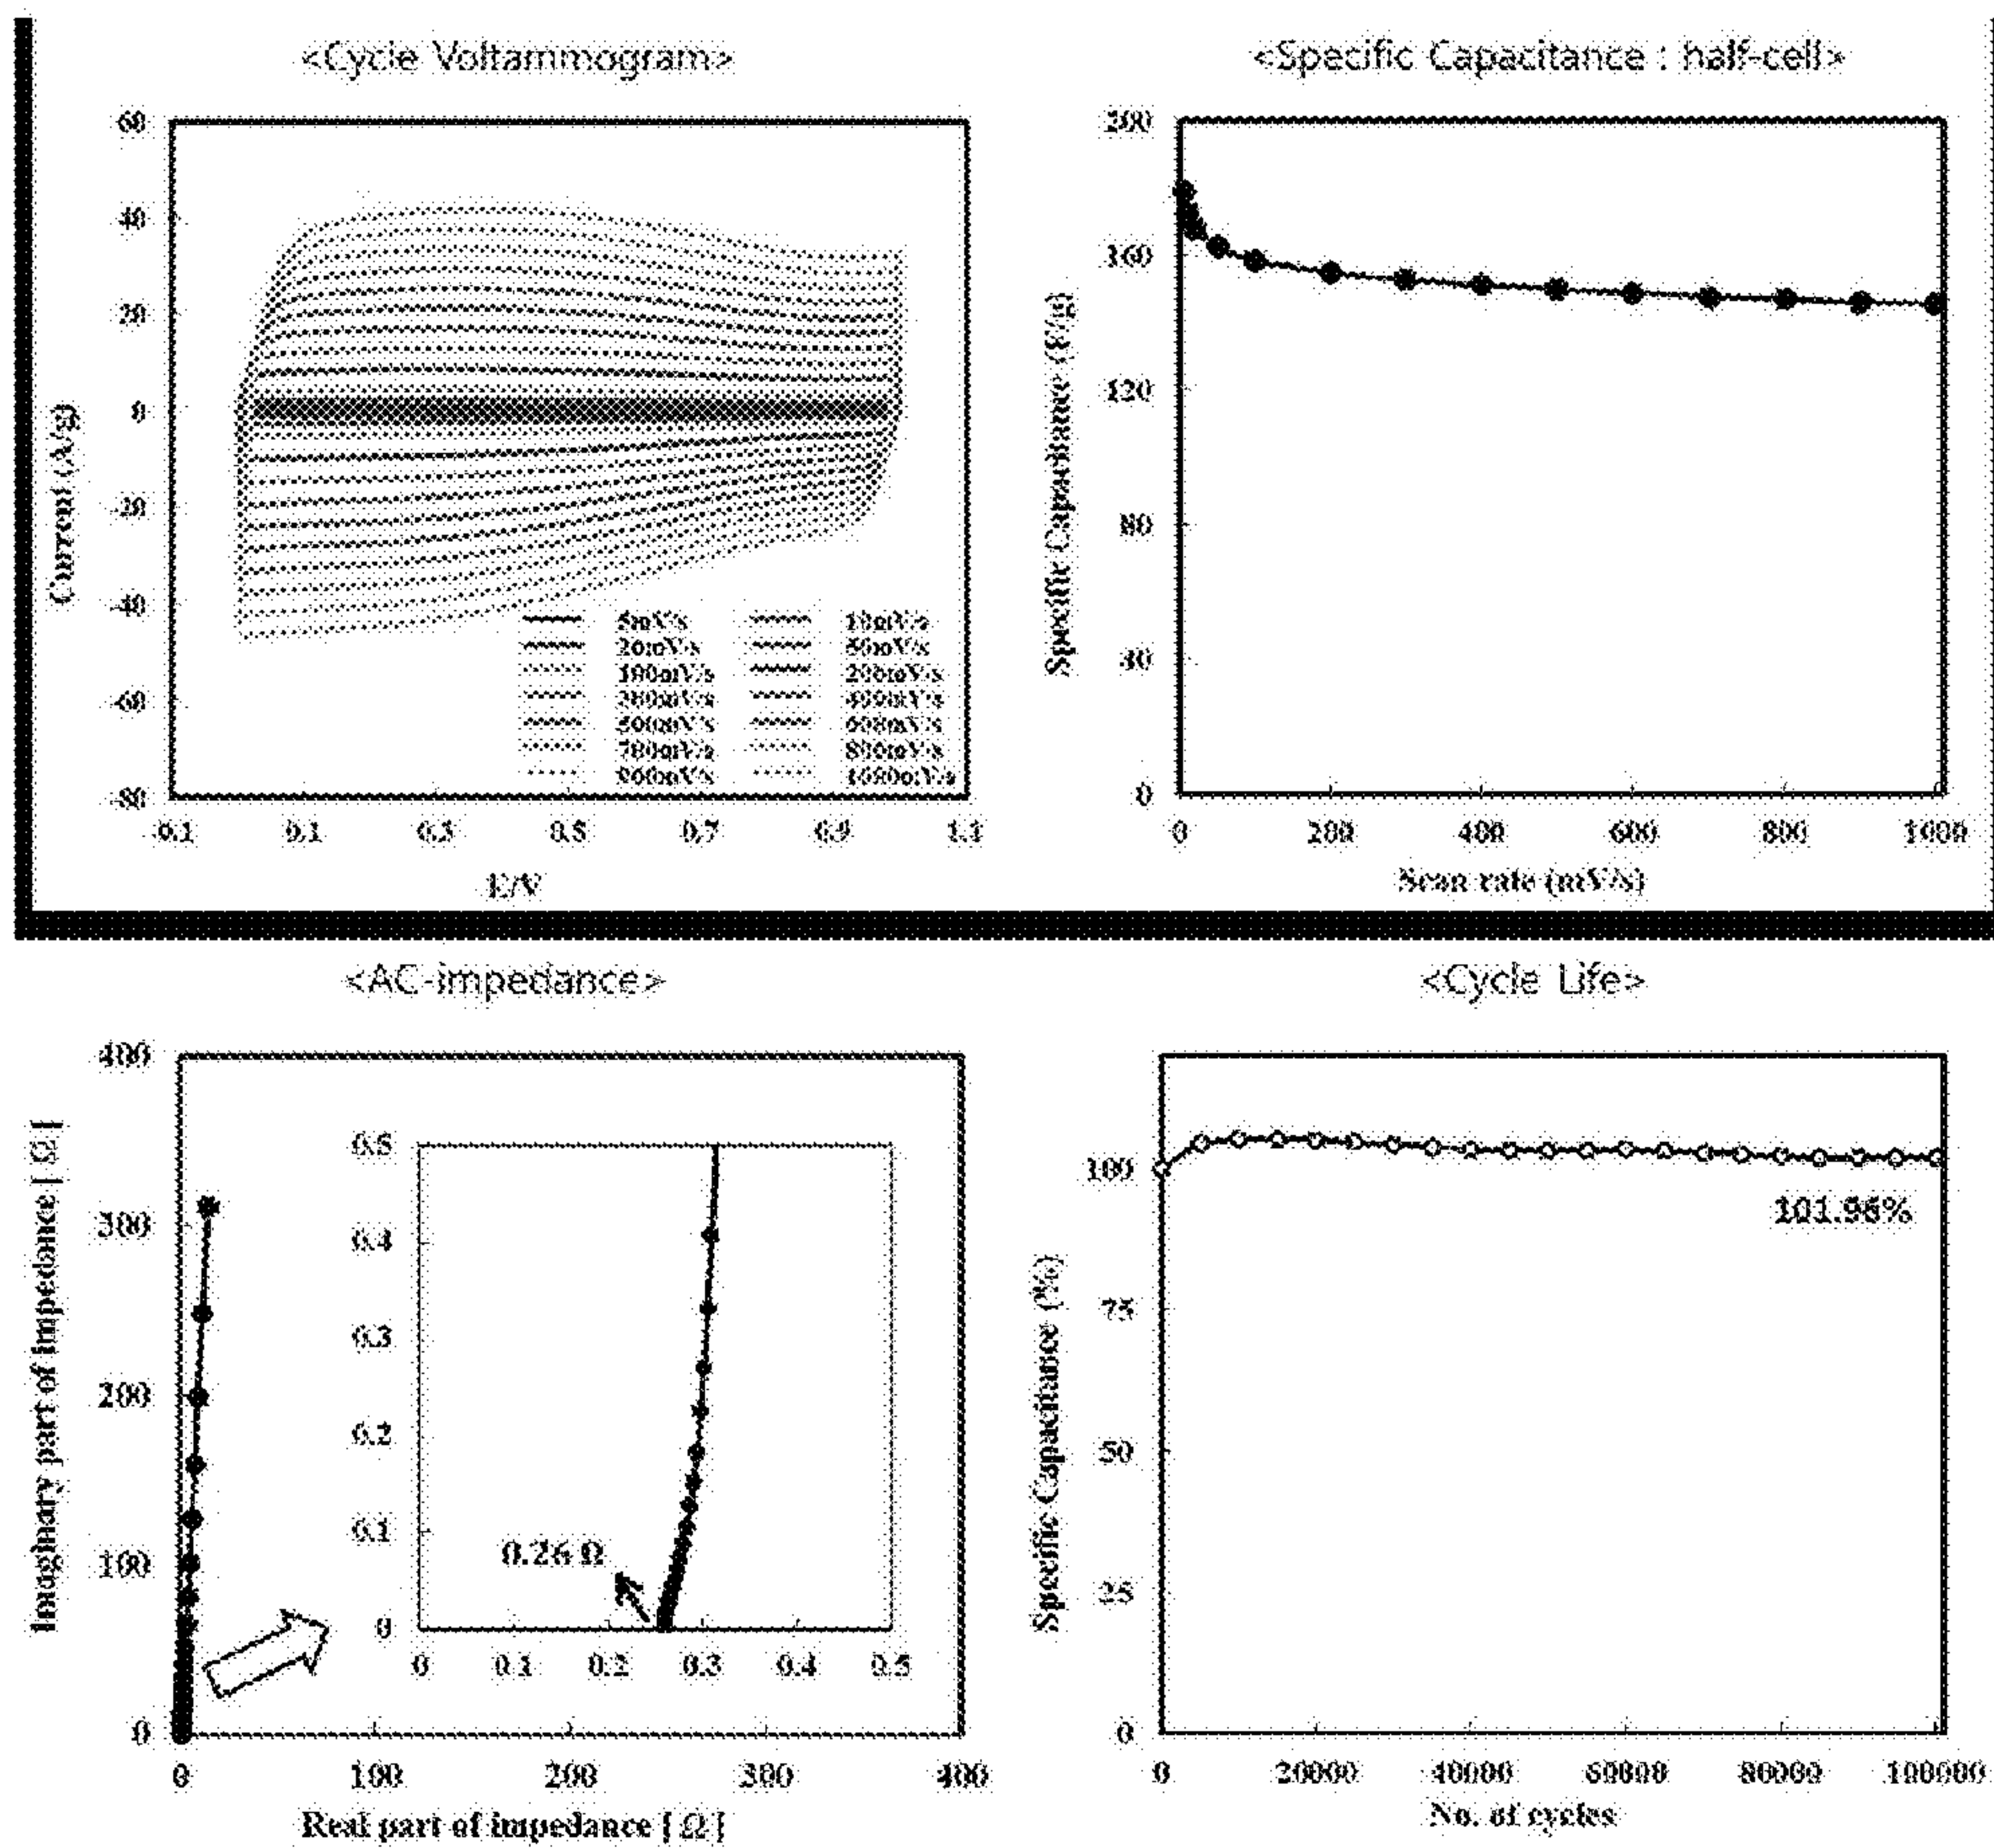 <Cycle Voltammogram>
60
40
20
0
-20
-40
-60
-80
Current (A/g)
5mV/s 10mV/s
20mV/s 50mV/s
100mV/s 200mV/s
300mV/s 400mV/s
500mV/s 600mV/s
700mV/s 800mV/s
900mV/s 1000mV/s
-0.1 0.1 0.3 0.5 0.7 0.9 1.1
E/V
<Specific Capacitance : half-cell>
200
160
120
80
40
0
Specific Capacitance (F/g)
0 200 400 600 800 1000
Scan rate (mV/s)
<AC-impedance>
400
300
200
100
0
Imaginary part of impedance [ Ω ]
0.5
0.4
0.3
0.2
0.1
0
0.26 Ω
0 0.1 0.2 0.3 0.4 0.5
0 100 200 300 400
Real part of impedance [ Ω ]
<Cycle Life>
100
75
50
25
0
Specific Capacitance (%)
101.96%
0 20000 40000 60000 80000 100000
No. of cycles